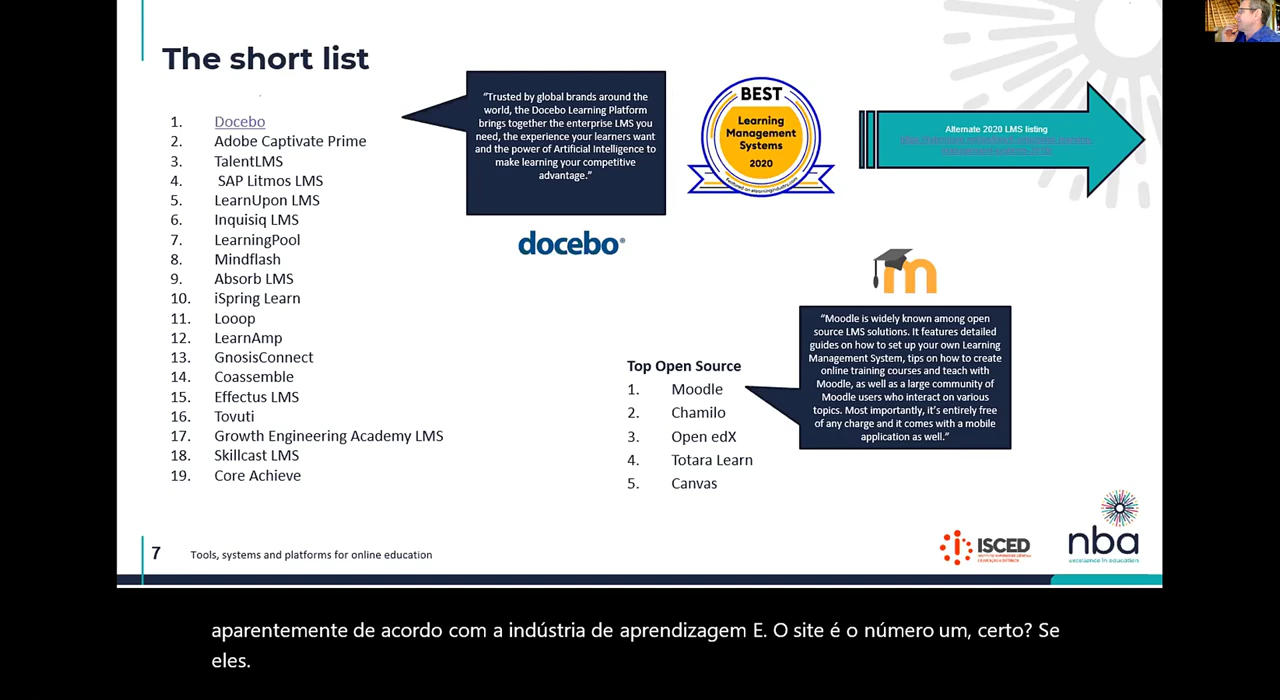 The short list
1. Docebo
2. Adobe Captivate Prime
3. TalentLMS
4. SAP Litmos LMS
5. LearnUpon LMS
6. Inquisiq LMS
7. LearningPool
8. Mindflash
9. Absorb LMS
10. iSpring Learn
11. Looop
12. LearnAmp
13. GnosisConnect
14. Coassemble
15. Effectus LMS
16. Tovuti
17. Growth Engineering Academy LMS
18. Skillcast LMS
19. Core Achieve
“Trusted by global brands around the
world, the Docebo Learning Platform
brings together the enterprise LMS you
need, the experience your learners want
and the power of Artificial Intelligence to
make learning your competitive
advantage.”
docebo®
BEST
Learning
Management
Systems
2020
Featured on elearningindustry.com
Alternate 2020 LMS listing
m
Top Open Source
1. Moodle
2. Chamilo
3. Open edX
4. Totara Learn
5. Canvas
“Moodle is widely known among open
source LMS solutions. It features detailed
guides on how to set up your own Learning
Management System, tips on how to create
online training courses and teach with
Moodle, as well as a large community of
Moodle users who interact on various
topics. Most importantly, it’s entirely free
of any charge and it comes with a mobile
application as well.”
7 Tools, systems and platforms for online education
ISCED
nba
excellence in education
aparentemente de acordo com a indústria de aprendizagem E. O site é o número um, certo? Se
eles.